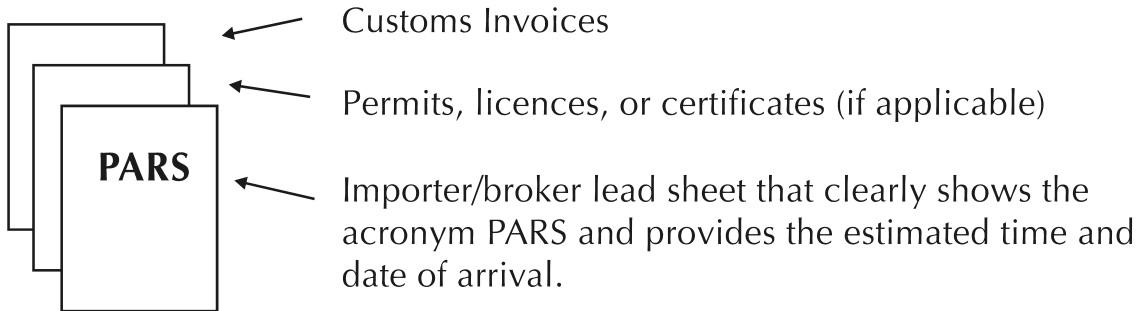 Customs Invoices
Permits, licences, or certificates (if applicable)
PARS
Importer/broker lead sheet that clearly shows the
acronym PARS and provides the estimated time and
date of arrival.